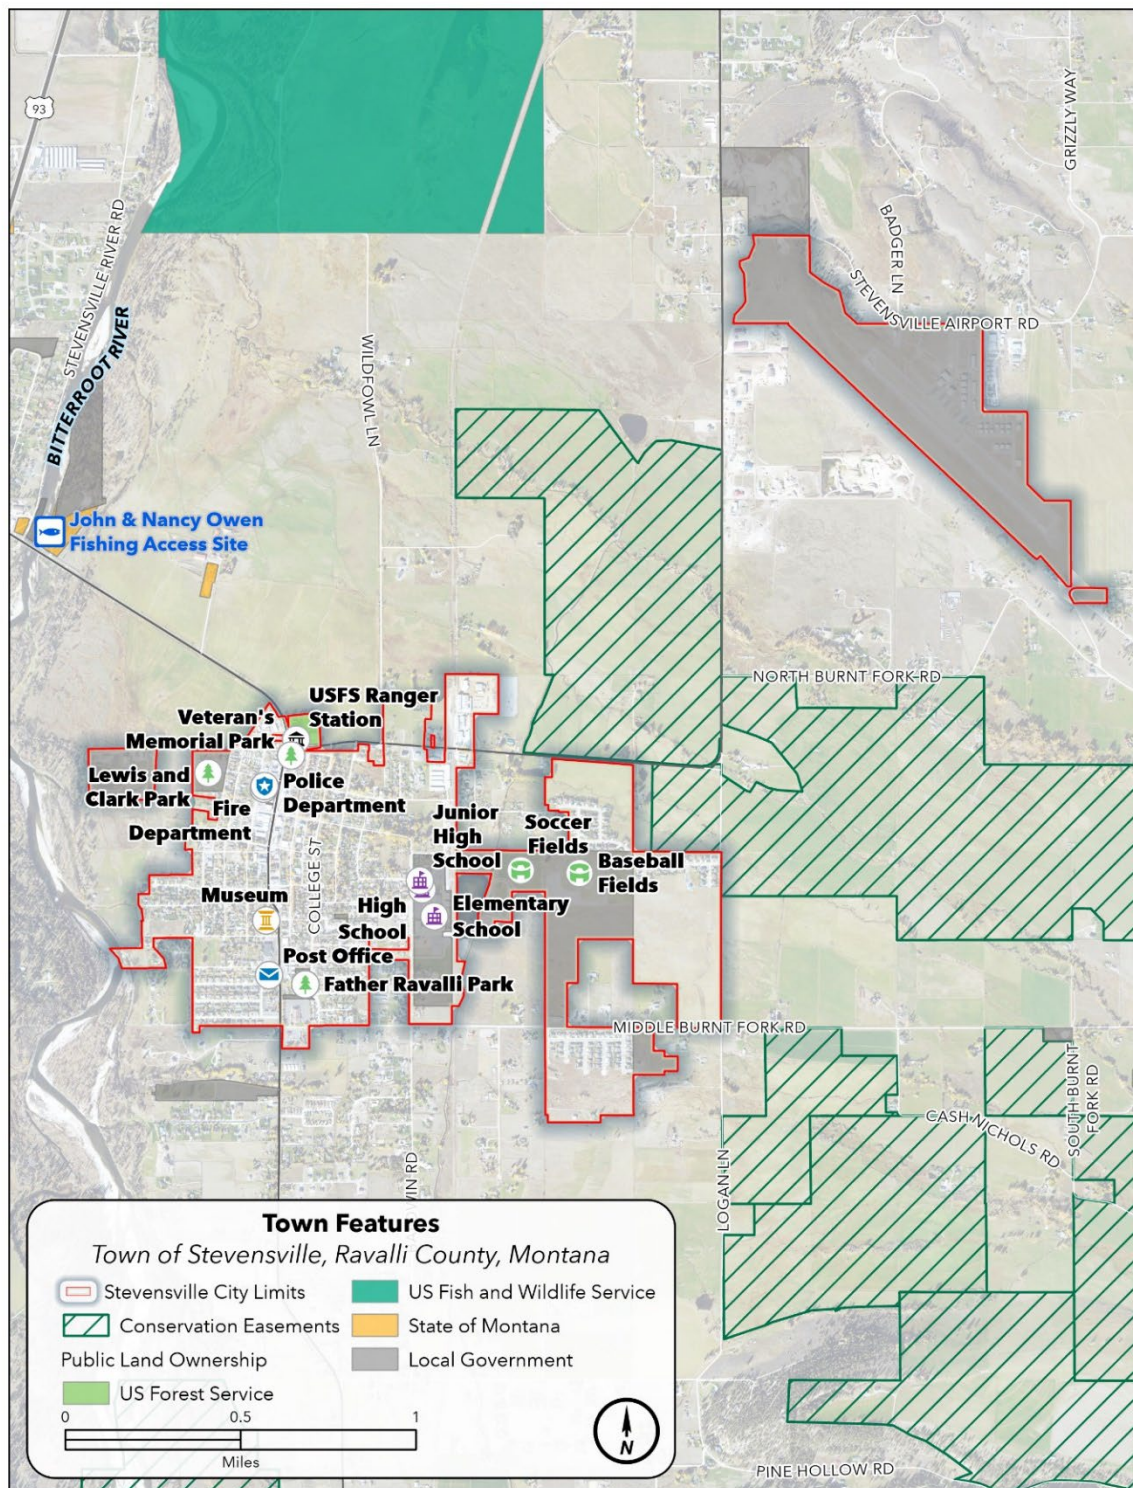 93
STEVENSVILLE RIVER RD
BITTERROOT RIVER
WILDFOWL LN
GRIZZLY WAY
BADGER LN
STEVENSVILLE AIRPORT RD
John & Nancy Owen
Fishing Access Site
NORTH BURNT FORK RD
USFS Ranger
Station
Veteran's
Memorial Park
Lewis and
Clark Park
Police
Department
Fire
Department
Junior
High
School
Soccer
Fields
Baseball
Fields
COLLEGE ST
Museum
High
School
Elementary
School
Post Office
Father Ravalli Park
MIDDLE BURNT FORK RD
SOUTH BURNT
FORK RD
CASH NICHOLS RD
LOGAN LN
PINE HOLLOW RD
Town Features
Town of Stevensville, Ravalli County, Montana
Stevensville City Limits
Conservation Easements
Public Land Ownership
US Forest Service
US Fish and Wildlife Service
State of Montana
Local Government
0 0.5 1
Miles
N